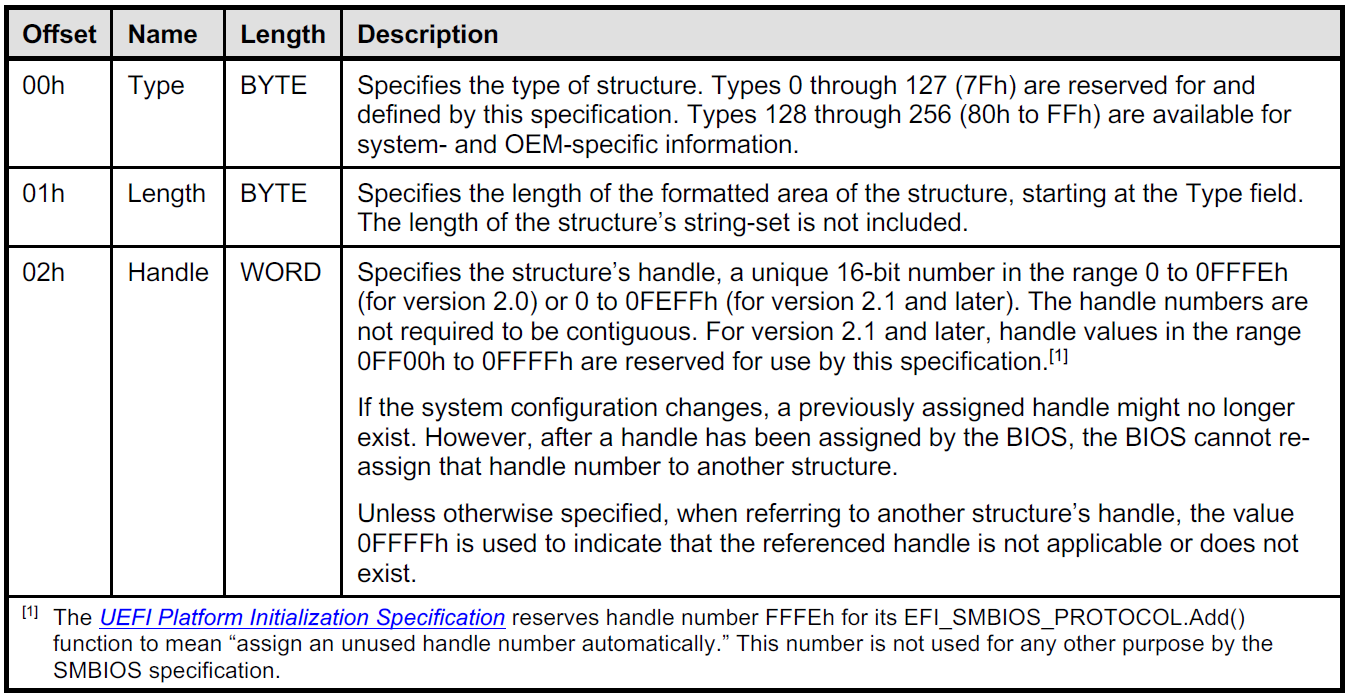 Offset Name Length Description
00h Type BYTE Specifies the type of structure. Types 0 through 127 (7Fh) are reserved for and
defined by this specification. Types 128 through 256 (80h to FFh) are available for
system- and OEM-specific information.
01h Length BYTE Specifies the length of the formatted area of the structure, starting at the Type field.
The length of the structure’s string-set is not included.
02h Handle WORD Specifies the structure’s handle, a unique 16-bit number in the range 0 to 0FFFEh
(for version 2.0) or 0 to 0FEFFh (for version 2.1 and later). The handle numbers are
not required to be contiguous. For version 2.1 and later, handle values in the range
0FF00h to 0FFFFh are reserved for use by this specification.[1]
If the system configuration changes, a previously assigned handle might no longer
exist. However, after a handle has been assigned by the BIOS, the BIOS cannot re-
assign that handle number to another structure.
Unless otherwise specified, when referring to another structure’s handle, the value
0FFFFh is used to indicate that the referenced handle is not applicable or does not
exist.
[1] The UEFI Platform Initialization Specification reserves handle number FFFEh for its EFI_SMBIOS_PROTOCOL.Add()
function to mean “assign an unused handle number automatically.” This number is not used for any other purpose by the
SMBIOS specification.